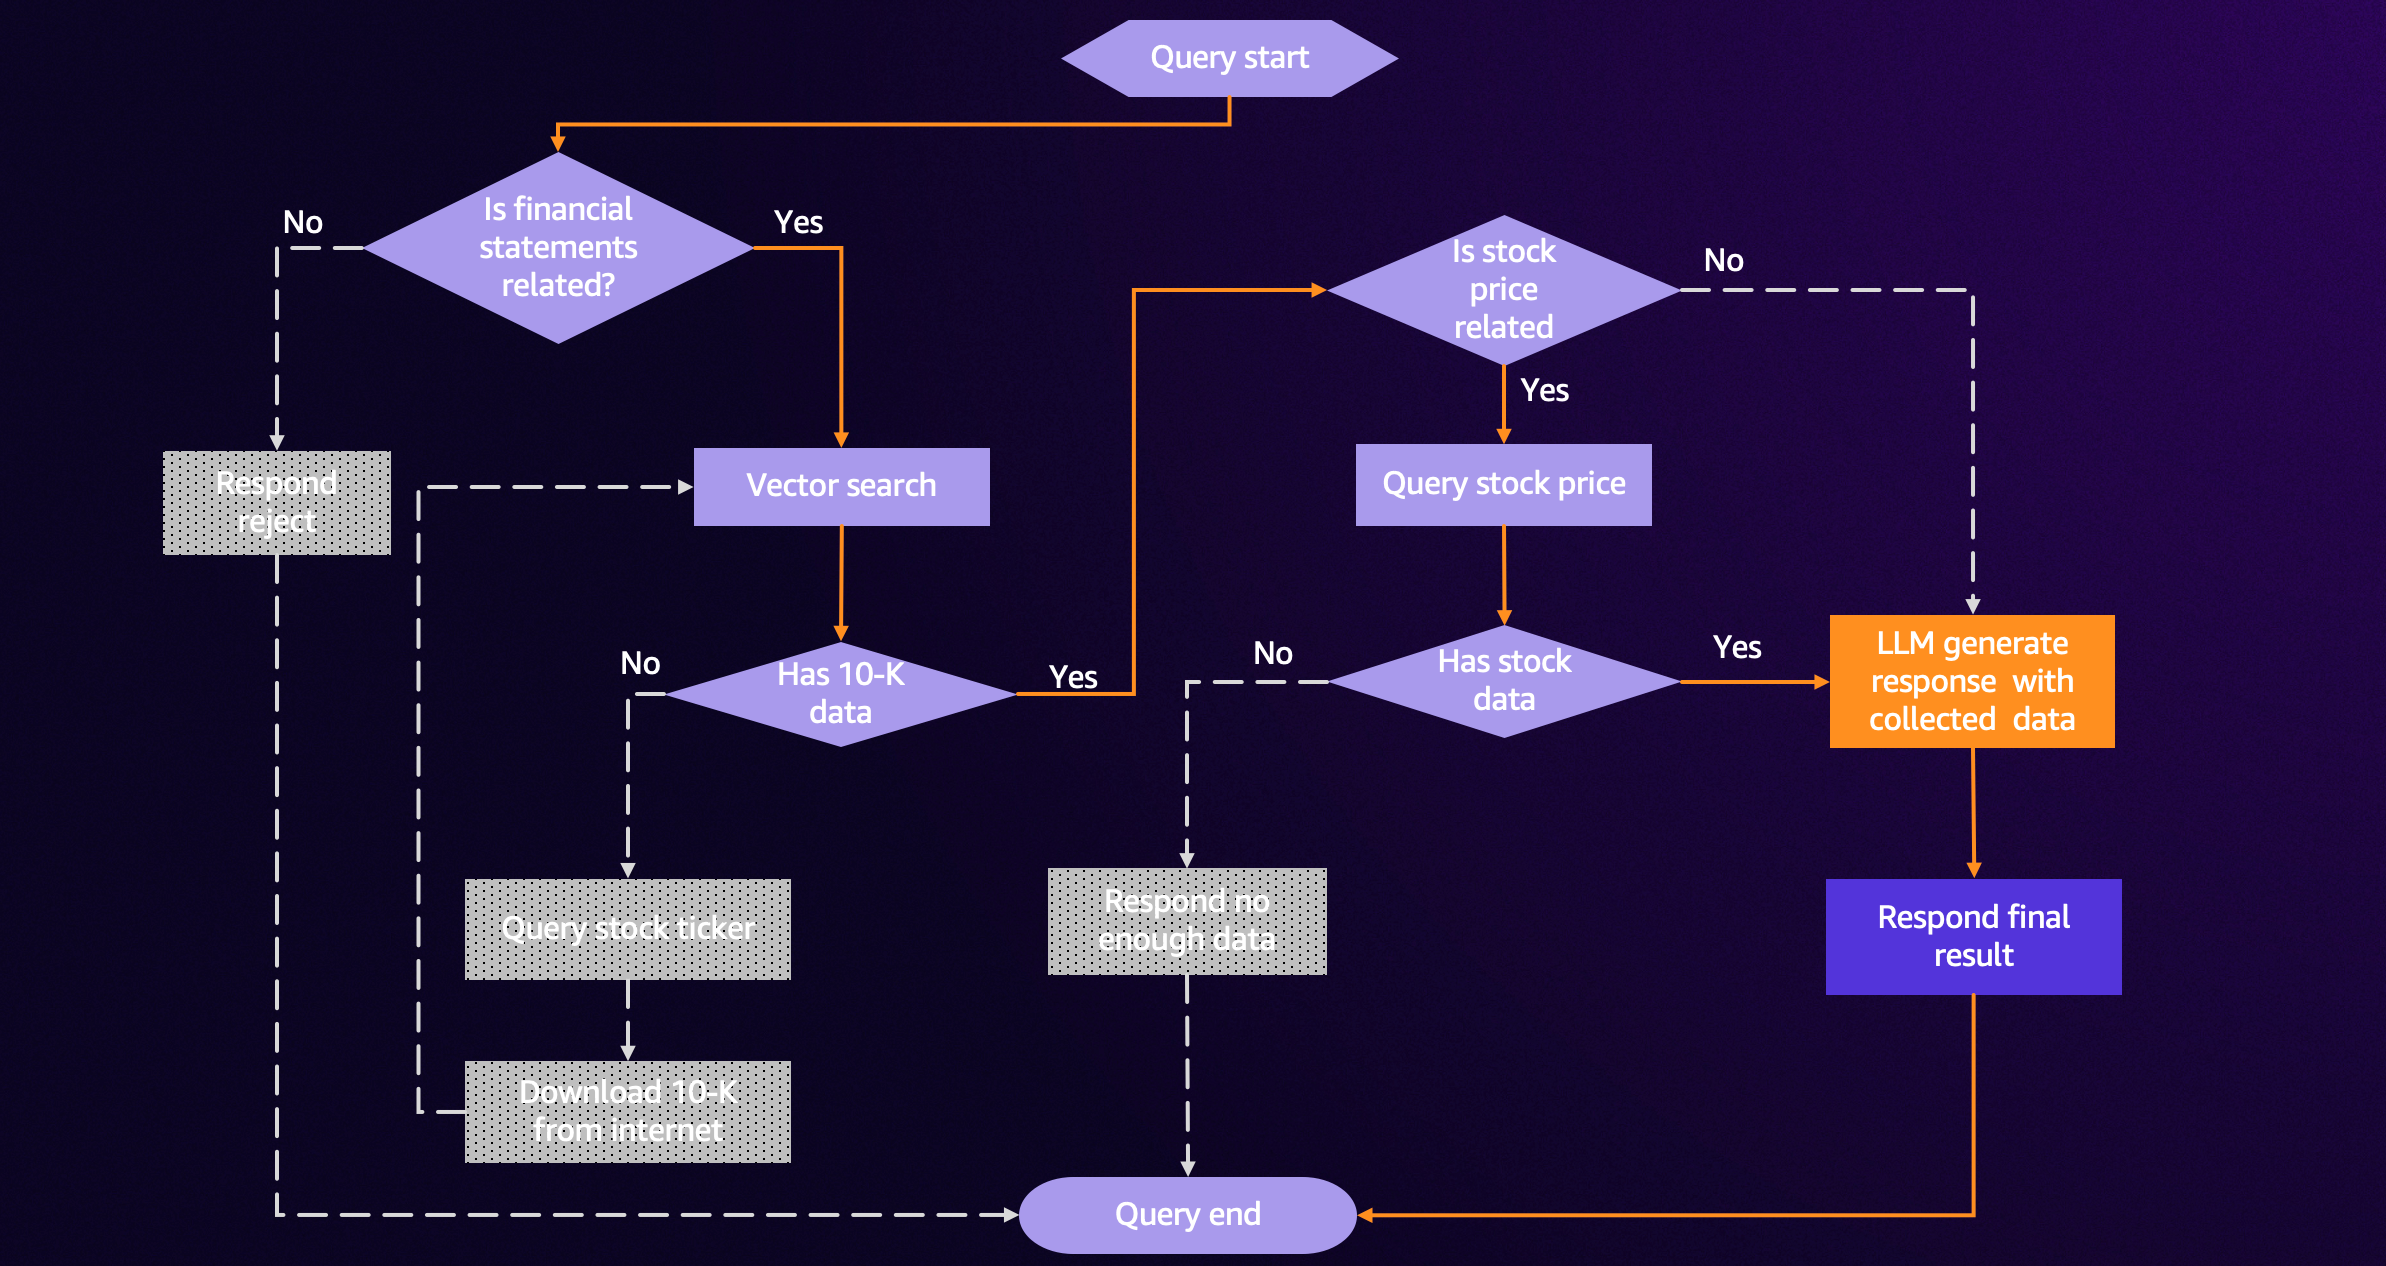 Query start
Is financial
statements
related?
No
Yes
Is stock
price
related
No
Yes
Respond
reject
Vector search
Query stock price
No
Has 10-K
data
Yes
No
Has stock
data
Yes
LLM generate
response  with
collected  data
Query stock ticker
Respond no
enough data
Respond final
result
Download 10-K
from internet
Query end